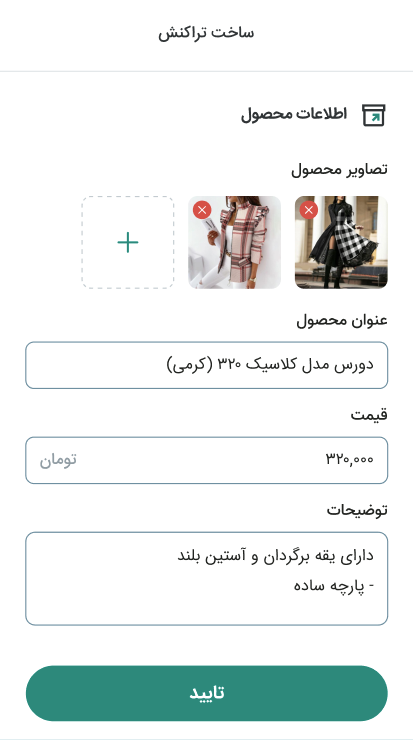 ساخت تراکنش
اطلاعات محصول
تصاویر محصول
عنوان محصول
دورس مدل کلاسیک ۳۲۰ (کرمی)
قیمت
۳۲۰,۰۰۰ تومان
توضیحات
دارای یقه برگردان و آستین بلند
- پارچه ساده
تایید